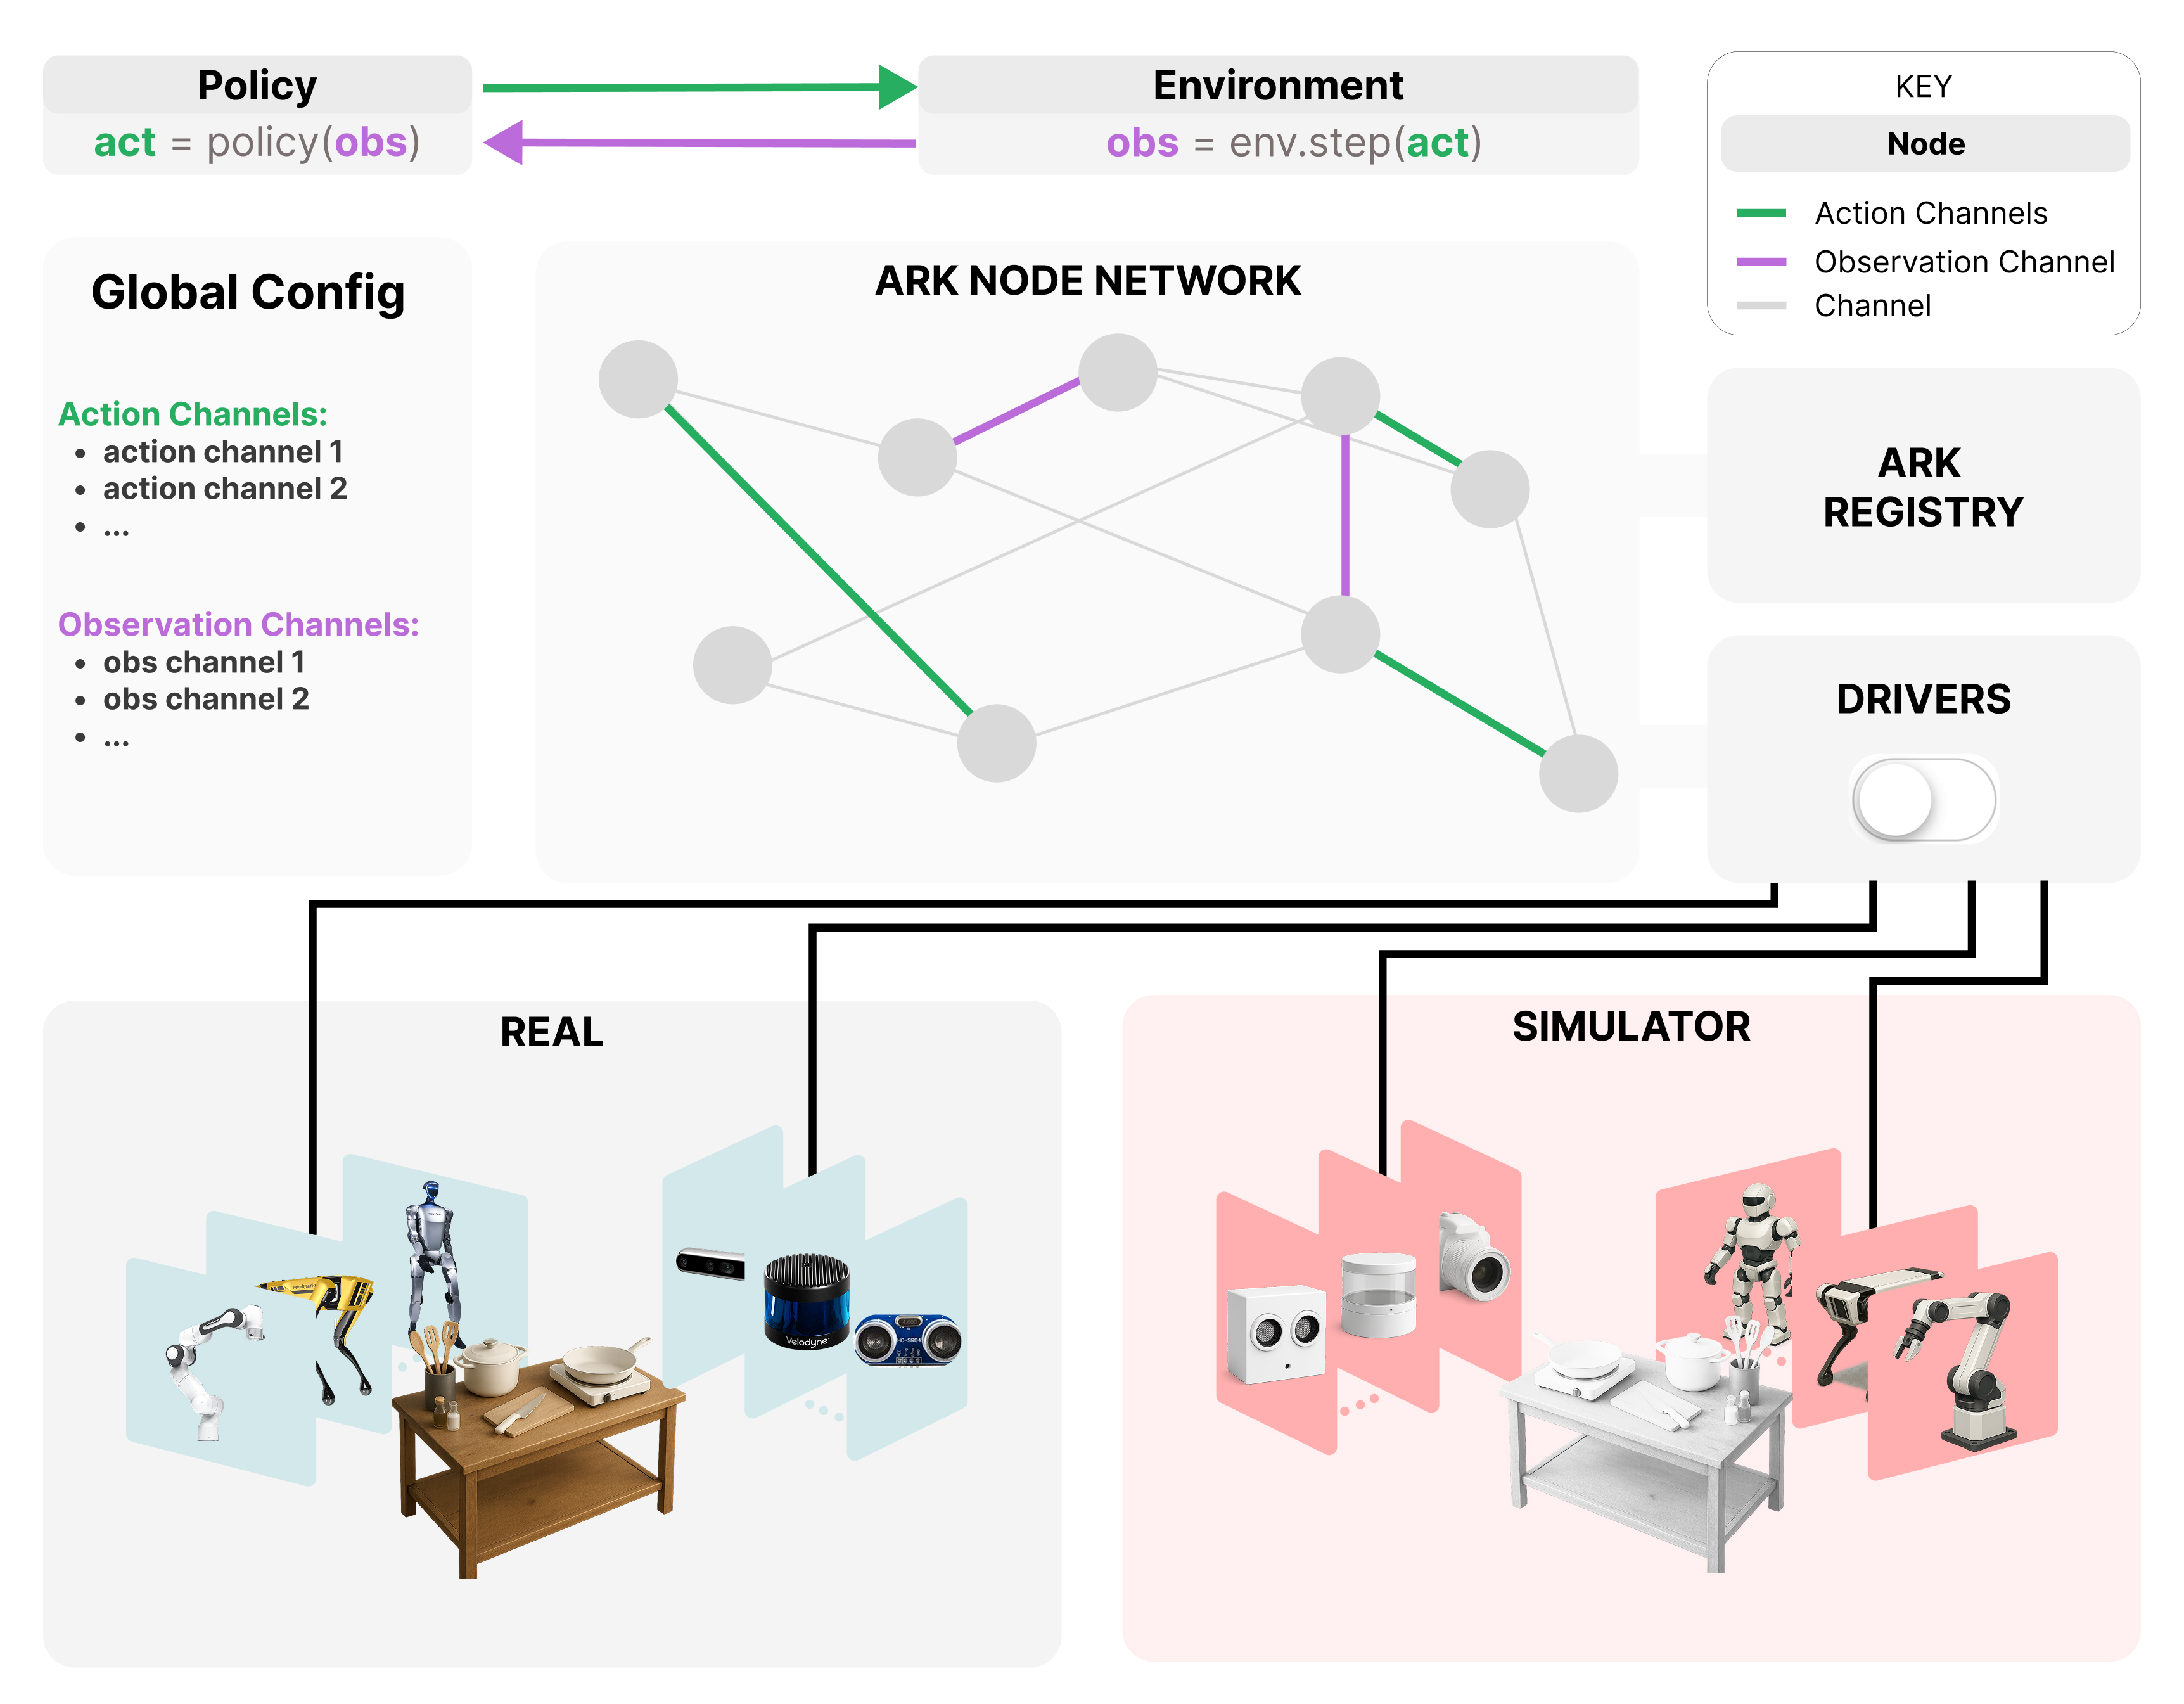 Policy
act = policy(obs)
Environment
obs = env.step(act)
KEY
Node
Action Channels
Observation Channel
Channel
Global Config
Action Channels:
• action channel 1
• action channel 2
• ...
Observation Channels:
• obs channel 1
• obs channel 2
• ...
ARK NODE NETWORK
ARK
REGISTRY
DRIVERS
REAL
Velodyne
HC-SR04
SIMULATOR